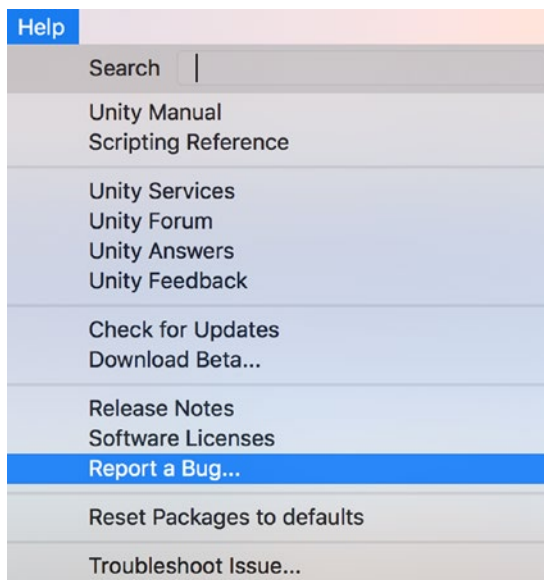 Help
Search
Unity Manual
Scripting Reference
Unity Services
Unity Forum
Unity Answers
Unity Feedback
Check for Updates
Download Beta...
Release Notes
Software Licenses
Report a Bug...
Reset Packages to defaults
Troubleshoot Issue...